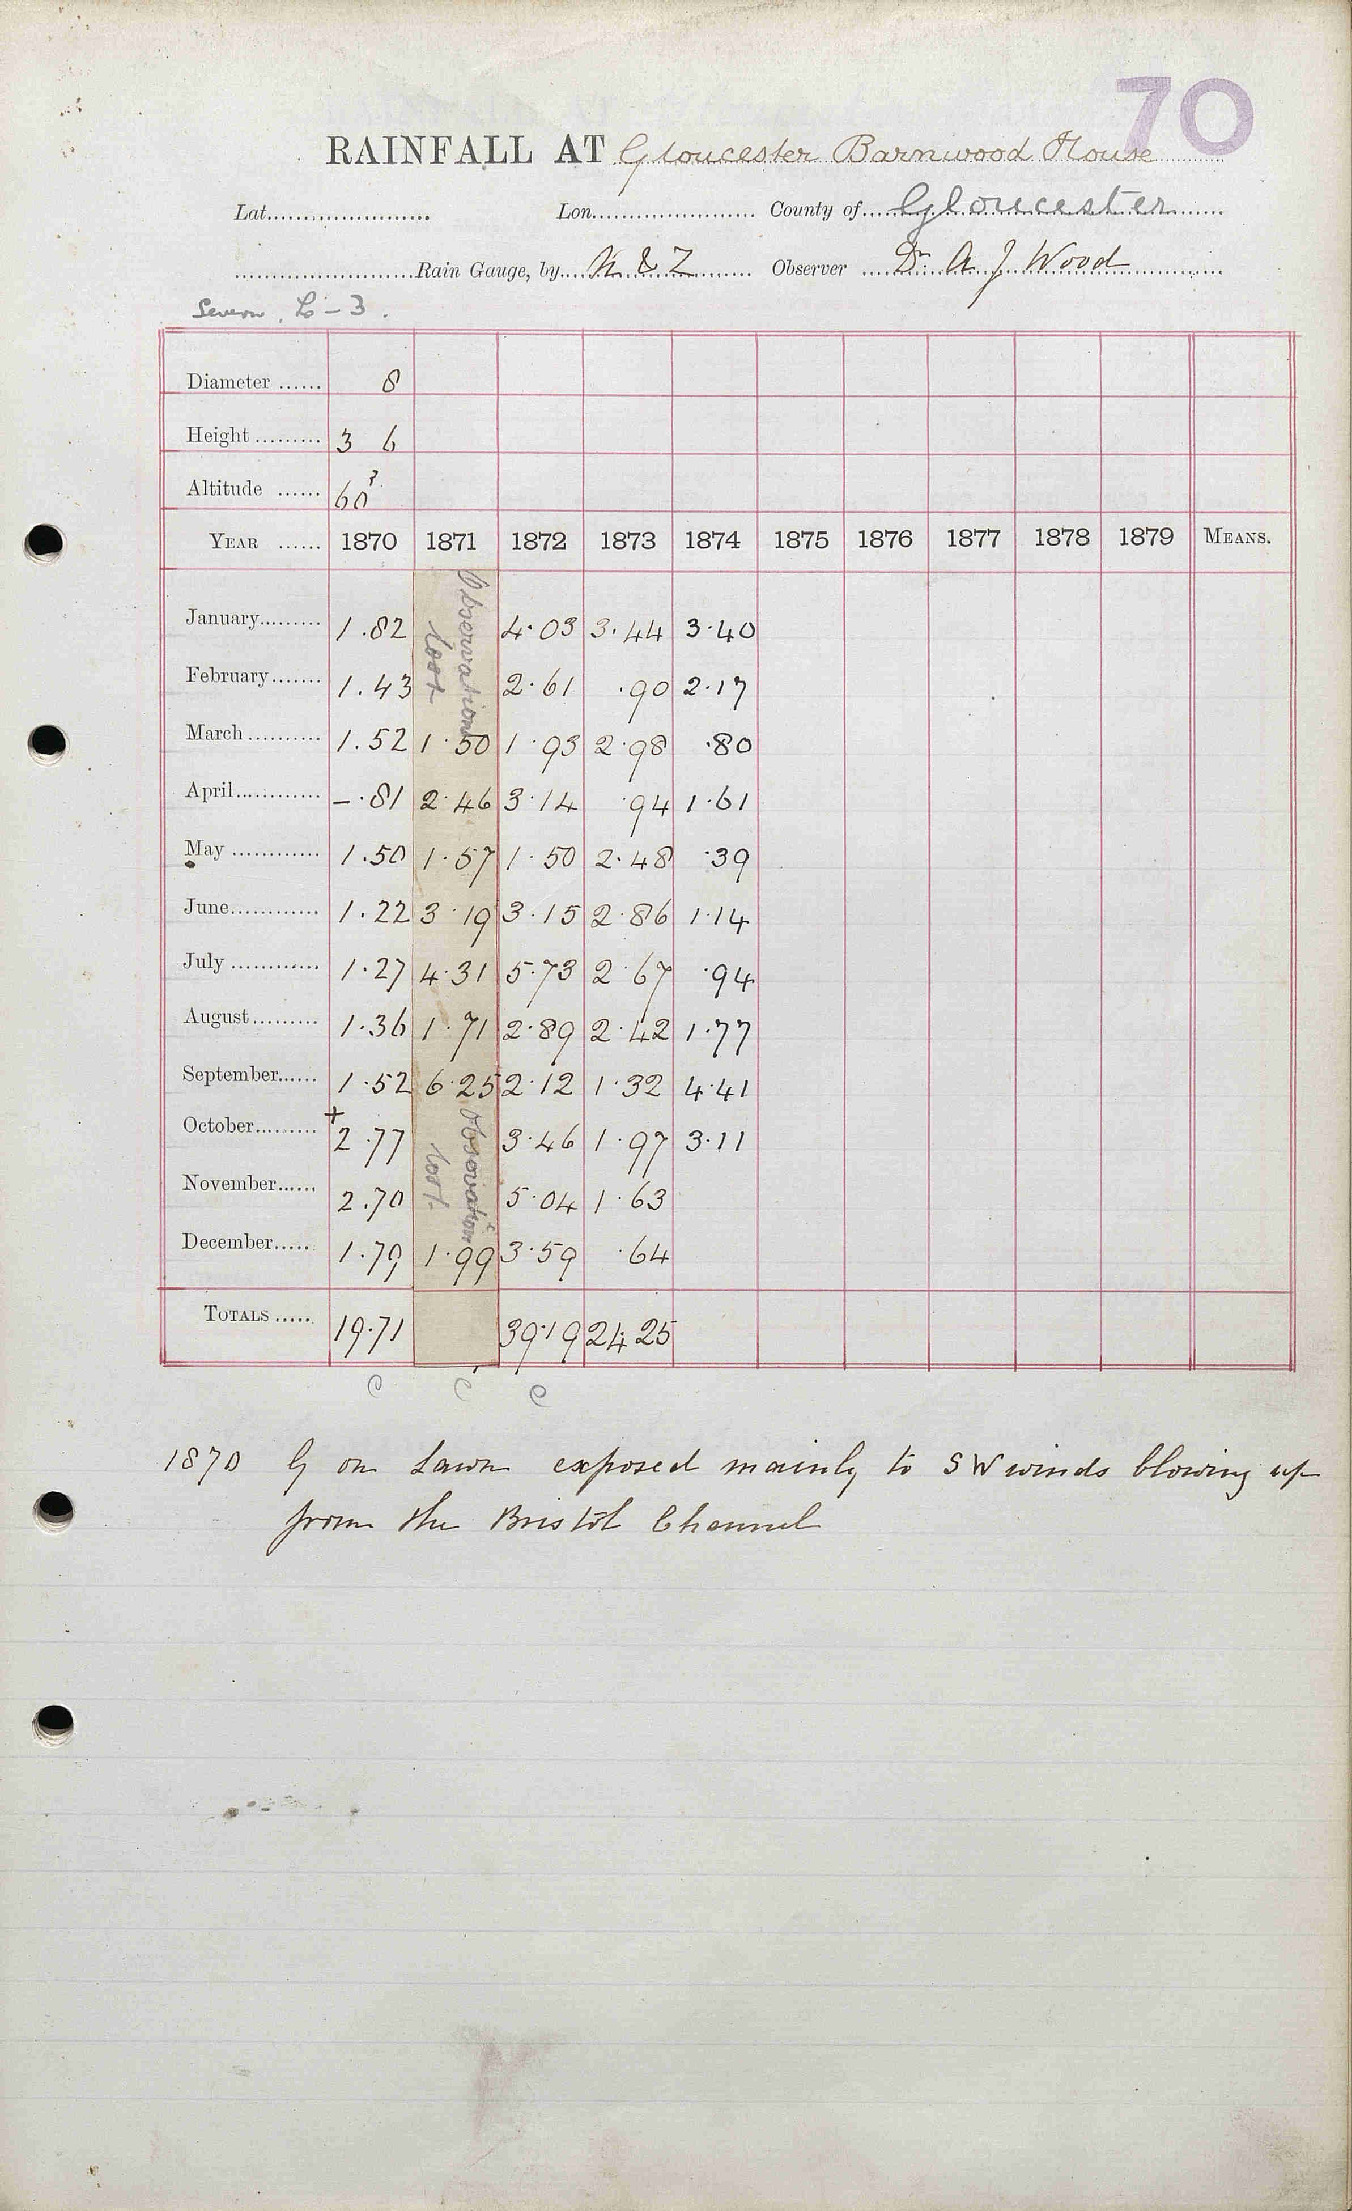 70
RAINFALL AT Gloucester Barnwood House
Lat...................... Lon...................... County of....Gloucester
........................Rain Gauge, by....N & Z........ Observer ....Dr. A. J. Wood
Severn. L-3.
Diameter ...... 8
Height ......... 3 6
Altitude ...... 60?
YEAR ...... 1870 1871 1872 1873 1874 1875 1876 1877 1878 1879 MEANS.
Observations lost
January......... 1.82 4.03 3.44 3.40
February....... 1.43 2.61 .90 2.17
March .......... 1.52 1.50 1.93 2.98 .80
April............ -.81 2.46 3.14 .94 1.61
May ............ 1.50 1.57 1.50 2.48 .39
June............ 1.22 3.19 3.15 2.86 1.14
July ............ 1.27 4.31 5.73 2.67 .94
August......... 1.36 1.71 2.89 2.42 1.77
September...... 1.52 6.25 2.12 1.32 4.41
Observations lost
October......... + 2.77 3.46 1.97 3.11
November...... 2.70 5.04 1.63
December..... 1.79 1.99 3.59 .64
TOTALS ..... 19.71 39.19 24.25
c c c
1870 G on Lawn exposed mainly to SW winds blowing up
from the Bristol Channel